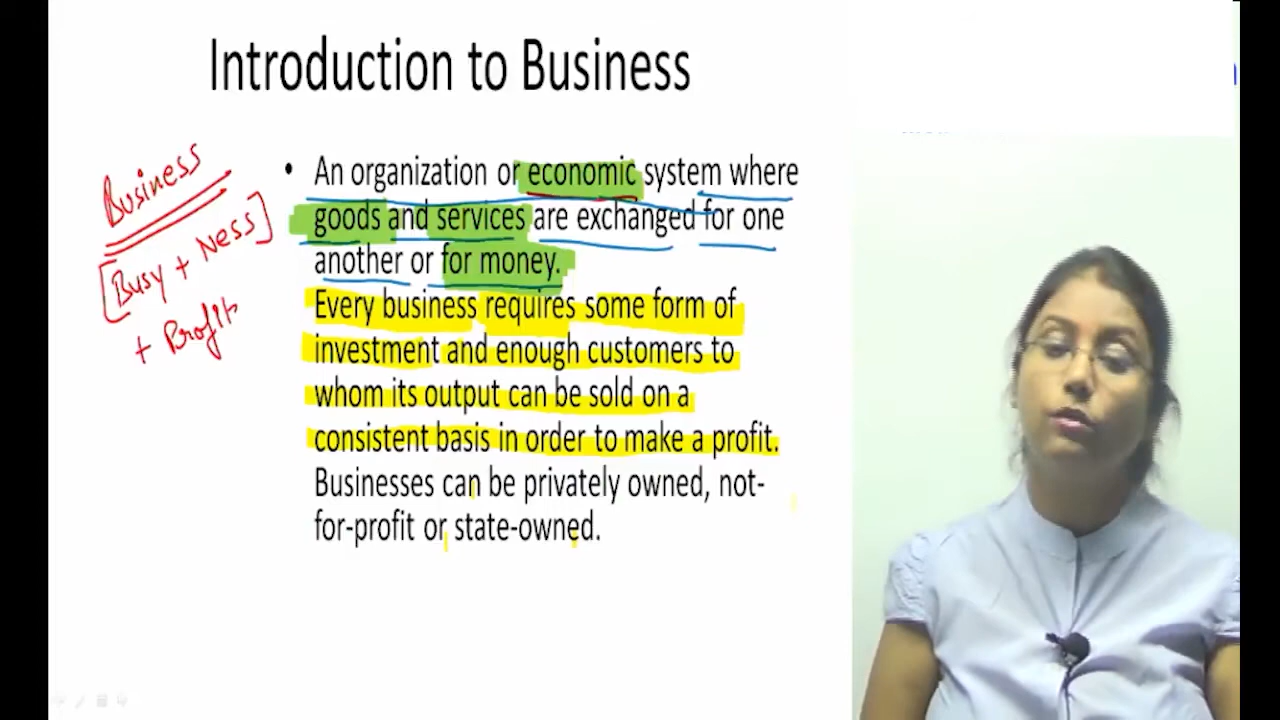 Introduction to Business
Business
[Busy + Ness]
+ Profit
• An organization or economic system where
goods and services are exchanged for one
another or for money.
Every business requires some form of
investment and enough customers to
whom its output can be sold on a
consistent basis in order to make a profit.
Businesses can be privately owned, not-
for-profit or state-owned.